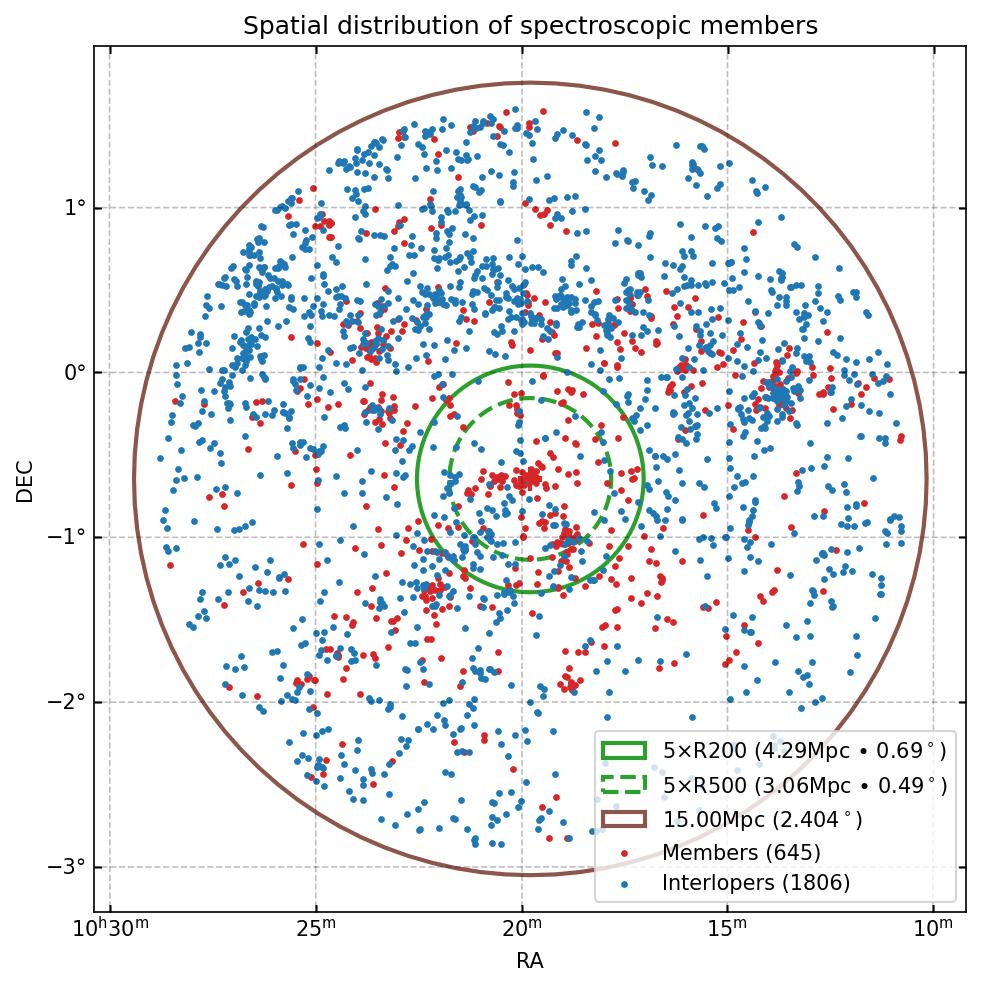 Spatial distribution of spectroscopic members
1°
0°
−1°
−2°
−3°
DEC
5×R200 (4.29Mpc • 0.69°)
5×R500 (3.06Mpc • 0.49°)
15.00Mpc (2.404°)
Members (645)
Interlopers (1806)
10ʰ30ᵐ 25ᵐ 20ᵐ 15ᵐ 10ᵐ
RA